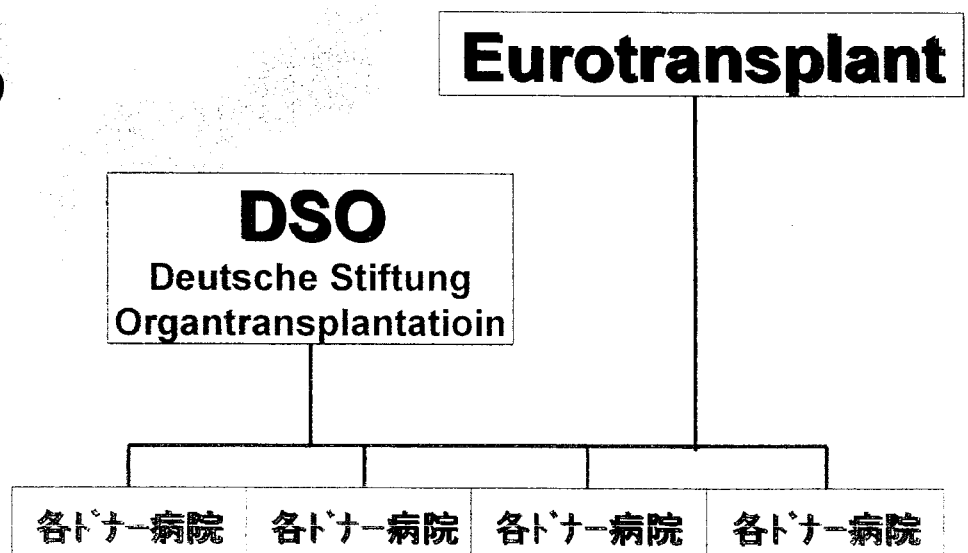 Eurotransplant
DSO
Deutsche Stiftung
Organtransplantatioin
各ﾄﾞﾅｰ病院
各ﾄﾞﾅｰ病院
各ﾄﾞﾅｰ病院
各ﾄﾞﾅｰ病院